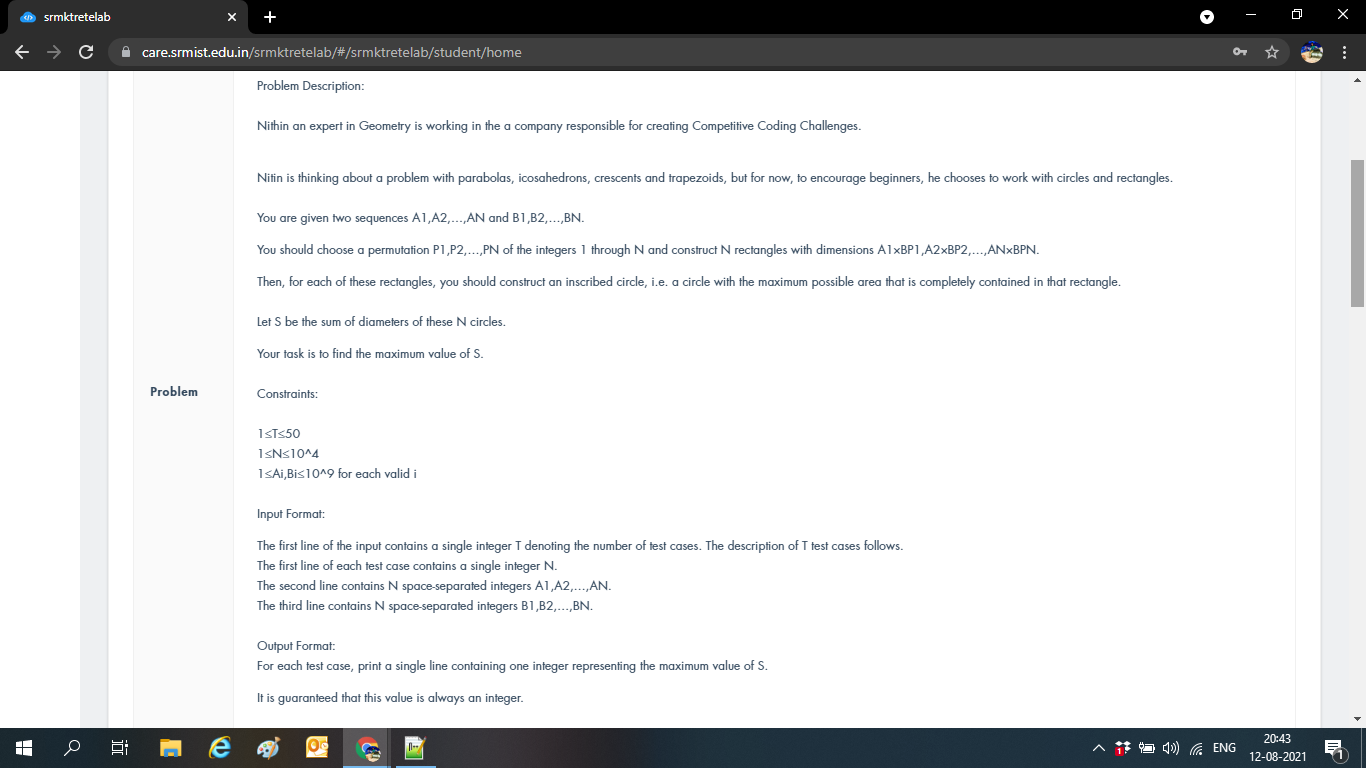 srmktretelab
care.srmist.edu.in/srmktretelab/#/srmktretelab/student/home
Problem Description:
Nithin an expert in Geometry is working in the a company responsible for creating Competitive Coding Challenges.
Nitin is thinking about a problem with parabolas, icosahedrons, crescents and trapezoids, but for now, to encourage beginners, he chooses to work with circles and rectangles.
You are given two sequences A1,A2,…,AN and B1,B2,…,BN.
You should choose a permutation P1,P2,…,PN of the integers 1 through N and construct N rectangles with dimensions A1×BP1,A2×BP2,…,AN×BPN.
Then, for each of these rectangles, you should construct an inscribed circle, i.e. a circle with the maximum possible area that is completely contained in that rectangle.
Let S be the sum of diameters of these N circles.
Your task is to find the maximum value of S.
Problem
Constraints:
1≤T≤50
1≤N≤10^4
1≤Ai,Bi≤10^9 for each valid i
Input Format:
The first line of the input contains a single integer T denoting the number of test cases. The description of T test cases follows.
The first line of each test case contains a single integer N.
The second line contains N space-separated integers A1,A2,…,AN.
The third line contains N space-separated integers B1,B2,…,BN.
Output Format:
For each test case, print a single line containing one integer representing the maximum value of S.
It is guaranteed that this value is always an integer.
ENG
20:43
12-08-2021
1